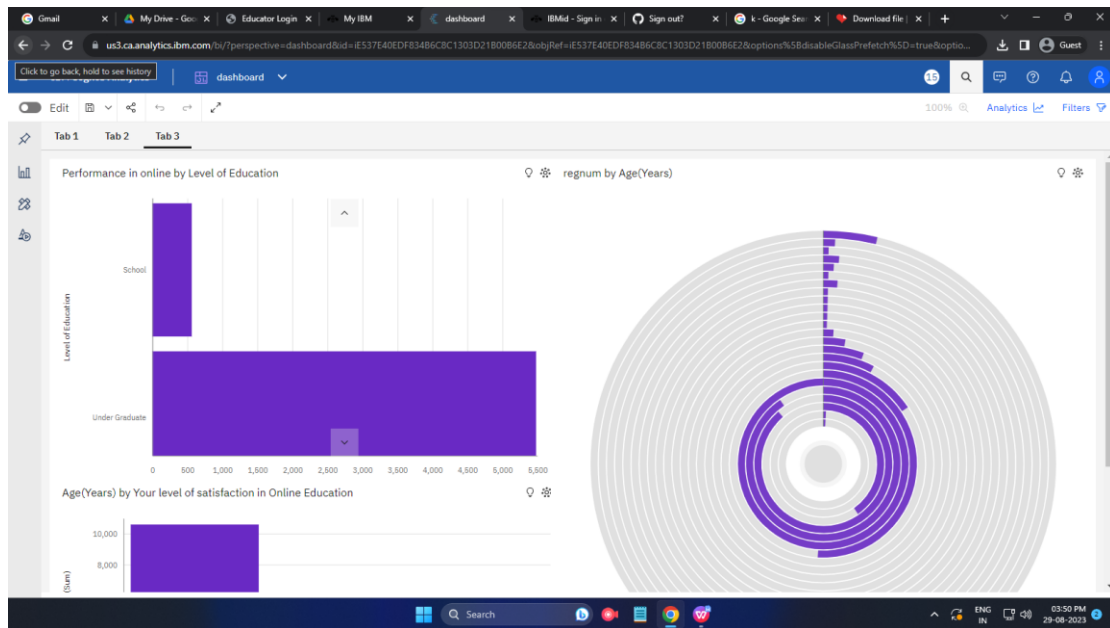 Gmail
My Drive - Goo
Educator Login
My IBM
dashboard
IBMid - Sign in
Sign out?
k - Google Sear
Download file |
us3.ca.analytics.ibm.com/bi/?perspective=dashboard&id=iE537E40EDF834B6C8C1303D21B00B6E2&objRef=iE537E40EDF834B6C8C1303D21B00B6E2&options%5BdisableGlassPrefetch%5D=true&optio...
Guest
Click to go back, hold to see history
dashboard
15
Edit
100%
Analytics
Filters
Tab 1
Tab 2
Tab 3
Performance in online by Level of Education
Level of Education
School
Under Graduate
0 500 1,000 1,500 2,000 2,500 3,000 3,500 4,000 4,500 5,000 5,500
regnum by Age(Years)
Age(Years) by Your level of satisfaction in Online Education
10,000
8,000
(Sum)
Search
ENG
IN
03:50 PM
29-08-2023
2